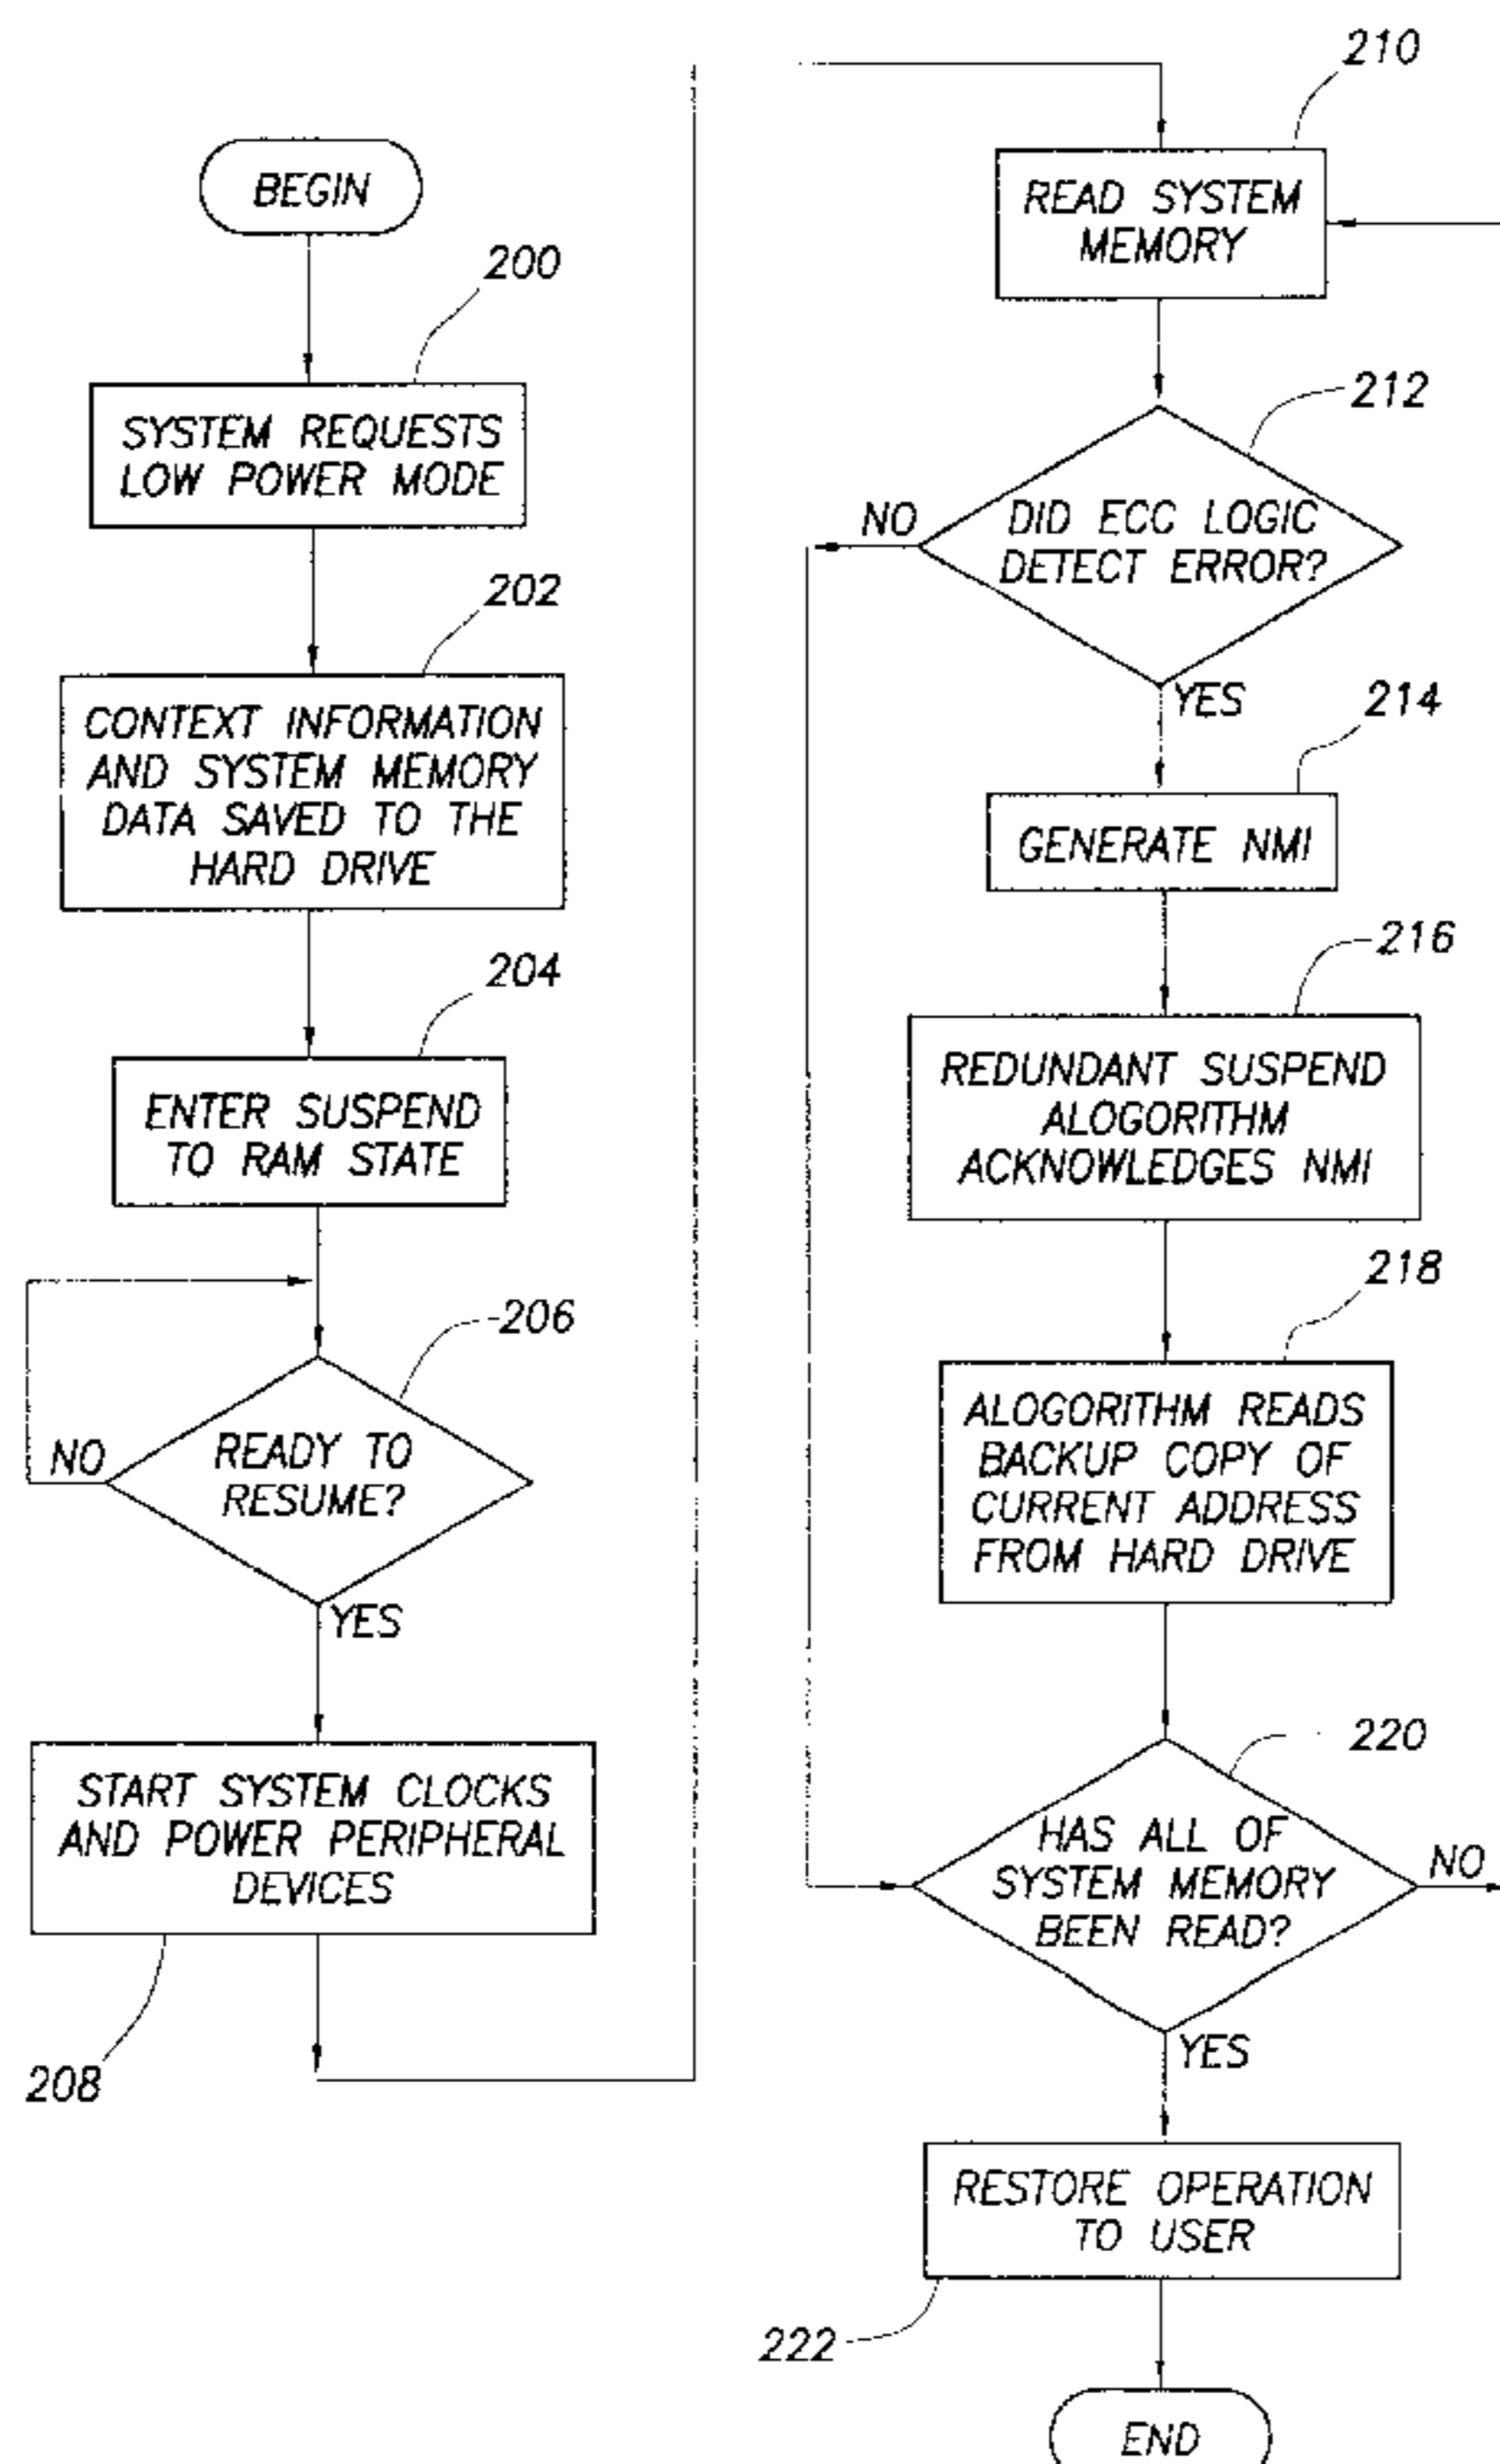 BEGIN
200
SYSTEM REQUESTS
LOW POWER MODE
202
CONTEXT INFORMATION
AND SYSTEM MEMORY
DATA SAVED TO THE
HARD DRIVE
204
ENTER SUSPEND
TO RAM STATE
206
READY TO
RESUME?
NO
YES
START SYSTEM CLOCKS
AND POWER PERIPHERAL
DEVICES
208
210
READ SYSTEM
MEMORY
212
DID ECC LOGIC
DETECT ERROR?
NO
YES
214
GENERATE NMI
216
REDUNDANT SUSPEND
ALOGORITHM
ACKNOWLEDGES NMI
218
ALOGORITHM READS
BACKUP COPY OF
CURRENT ADDRESS
FROM HARD DRIVE
220
HAS ALL OF
SYSTEM MEMORY
BEEN READ?
NO
YES
RESTORE OPERATION
TO USER
222
END